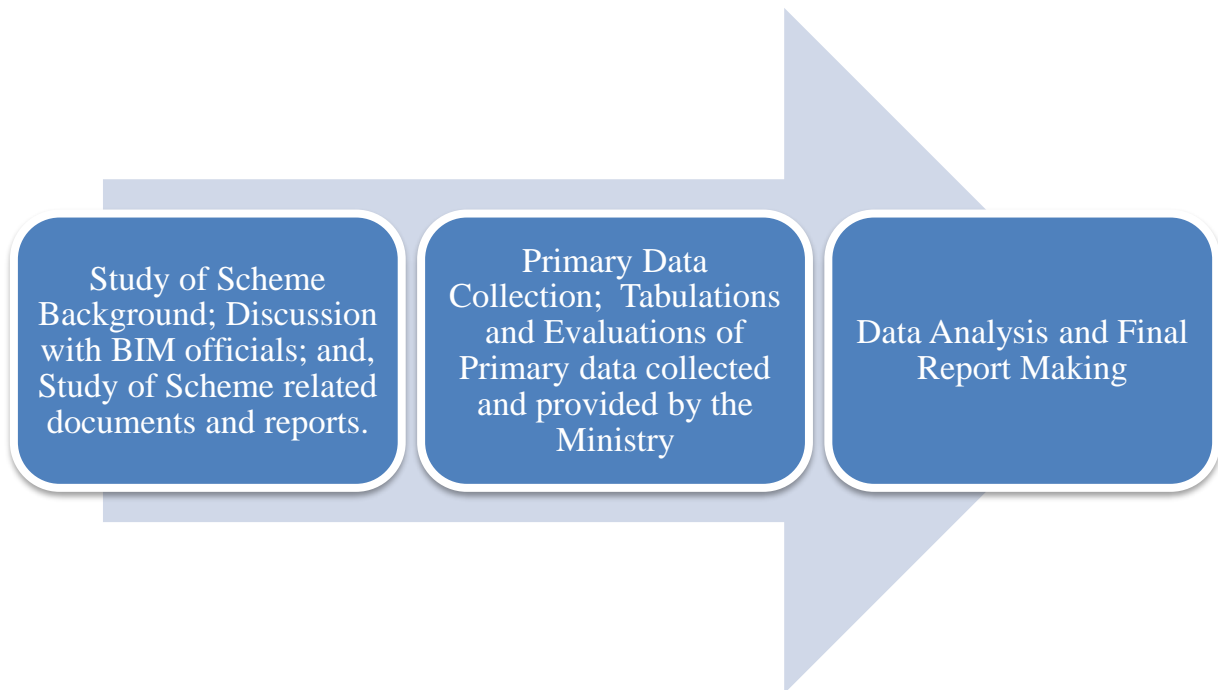 Study of Scheme
Background; Discussion
with BIM officials; and,
Study of Scheme related
documents and reports.
Primary Data
Collection;  Tabulations
and Evaluations of
Primary data collected
and provided by the
Ministry
Data Analysis and Final
Report Making